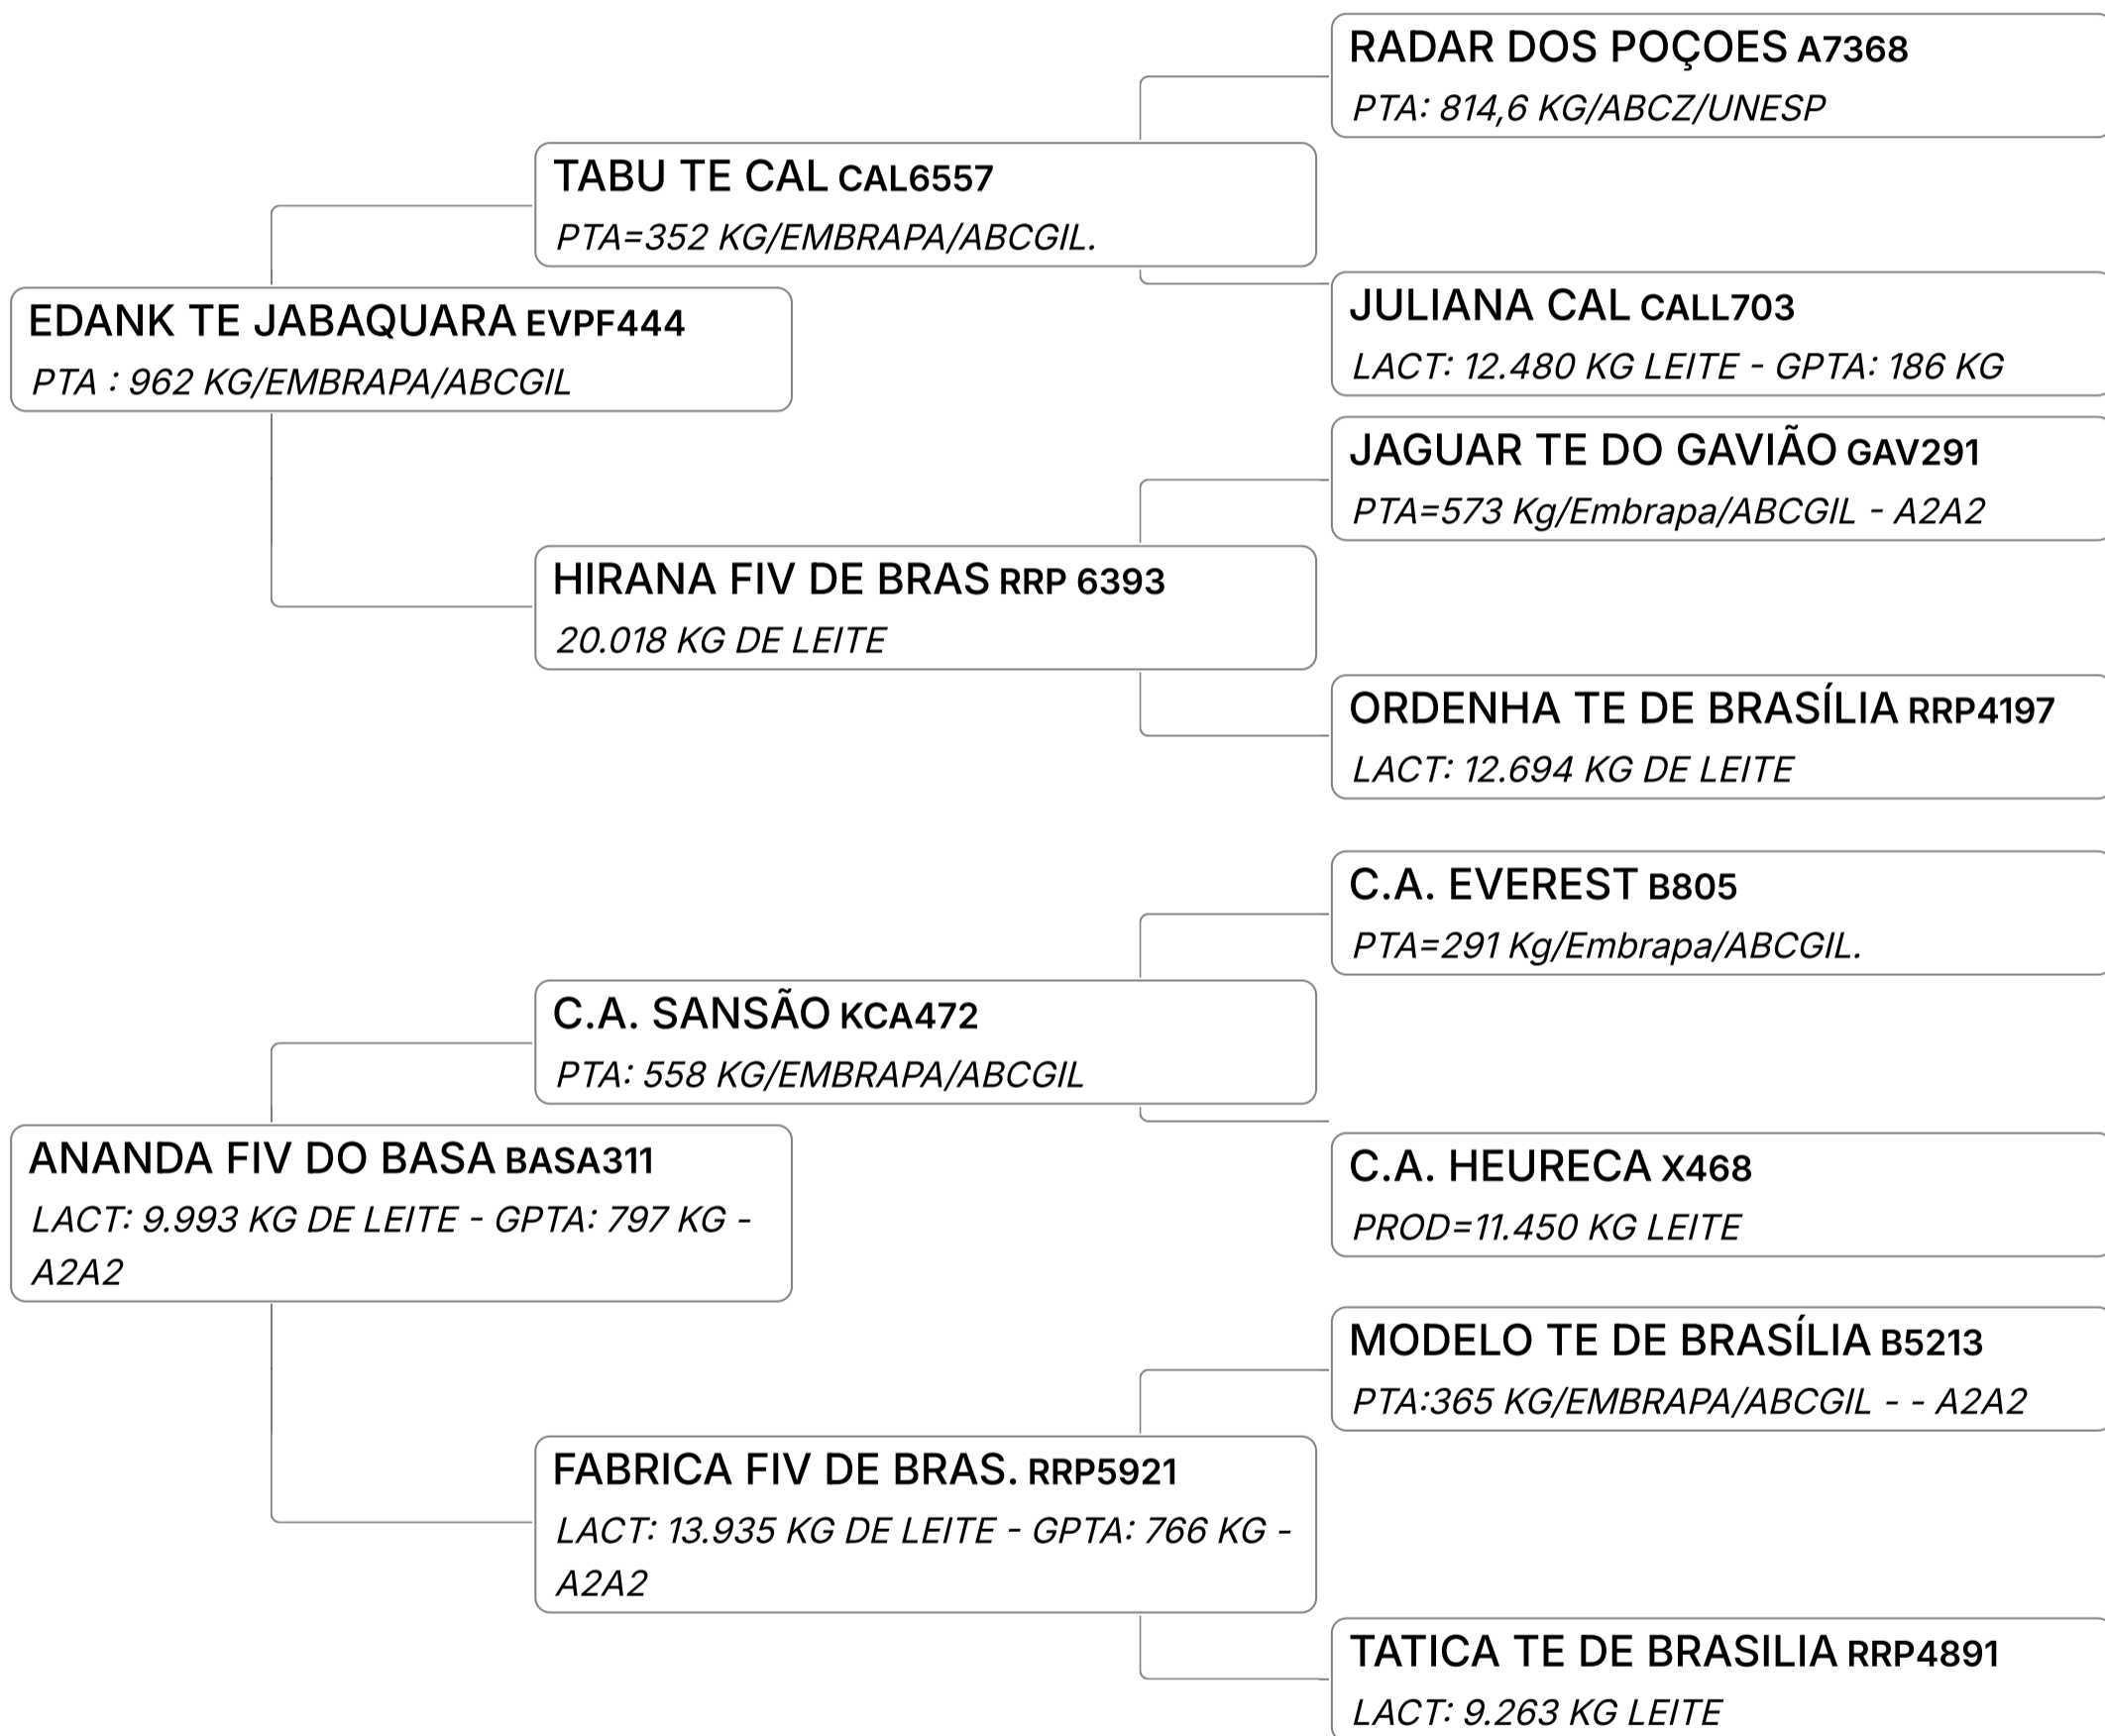 RADAR DOS POÇOES A7368
PTA: 814,6 KG/ABCZ/UNESP
TABU TE CAL CAL6557
PTA=352 KG/EMBRAPA/ABCGIL.
JULIANA CAL CALL703
LACT: 12.480 KG LEITE - GPTA: 186 KG
EDANK TE JABAQUARA EVPF444
PTA : 962 KG/EMBRAPA/ABCGIL
JAGUAR TE DO GAVIÃO GAV291
PTA=573 Kg/Embrapa/ABCGIL - A2A2
HIRANA FIV DE BRAS RRP 6393
20.018 KG DE LEITE
ORDENHA TE DE BRASÍLIA RRP4197
LACT: 12.694 KG DE LEITE
C.A. EVEREST B805
PTA=291 Kg/Embrapa/ABCGIL.
C.A. SANSÃO KCA472
PTA: 558 KG/EMBRAPA/ABCGIL
C.A. HEURECA X468
PROD=11.450 KG LEITE
ANANDA FIV DO BASA BASA311
LACT: 9.993 KG DE LEITE - GPTA: 797 KG -
A2A2
MODELO TE DE BRASÍLIA B5213
PTA:365 KG/EMBRAPA/ABCGIL - - A2A2
FABRICA FIV DE BRAS. RRP5921
LACT: 13.935 KG DE LEITE - GPTA: 766 KG -
A2A2
TATICA TE DE BRASILIA RRP4891
LACT: 9.263 KG LEITE